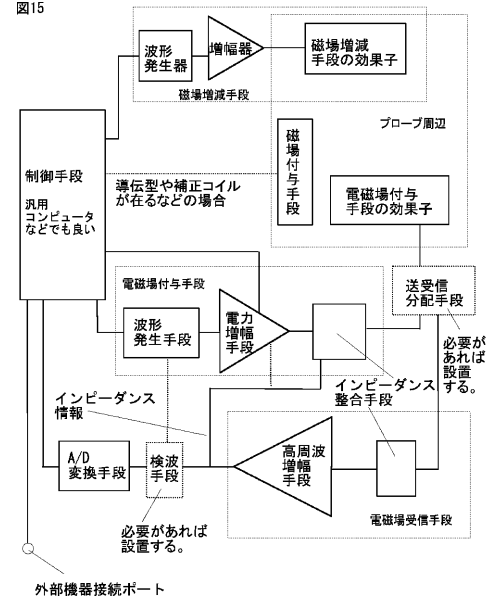 図15
波形
発生器
増幅器
磁場増減
手段の効果子
磁場増減手段
プローブ周辺
磁場付与手段
制御手段
汎用
コンピュータ
などでも良い
導伝型や補正コイル
が在るなどの場合
電磁場付与
手段の効果子
電磁場付与手段
送受信
分配手段
波形
発生手段
電力
増幅
手段
必要が
あれば
設置
する。
インピーダンス
情報
インピーダンス
整合手段
A/D
変換手段
検波
手段
高周波
増幅
手段
必要があれば
設置する。
電磁場受信手段
外部機器接続ポート